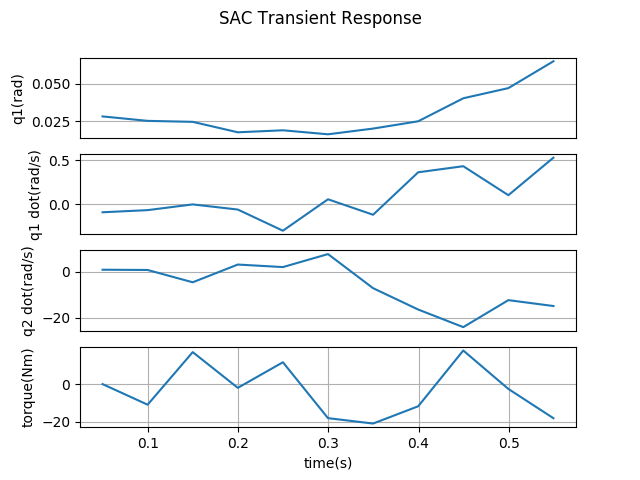 SAC Transient Response
q1(rad)
0.050
0.025
q1 dot(rad/s)
0.5
0.0
q2 dot(rad/s)
0
−20
torque(Nm)
0
−20
0.1 0.2 0.3 0.4 0.5
time(s)